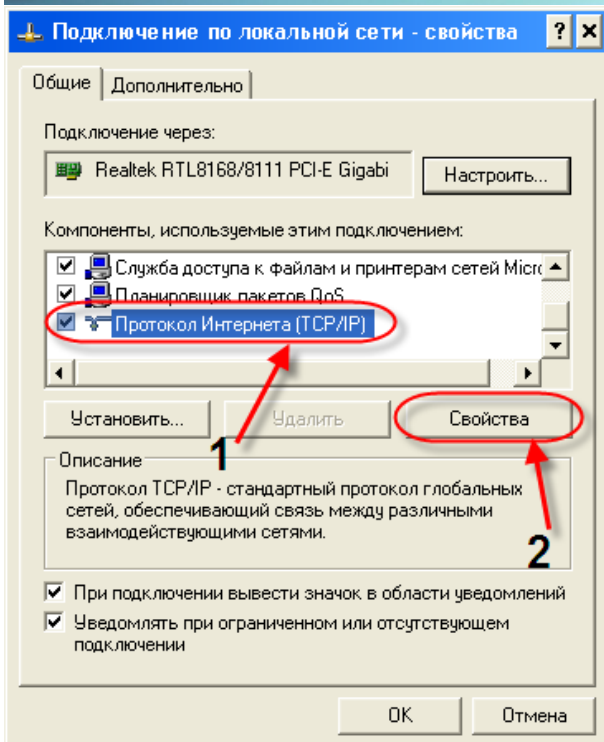 Подключение по локальной сети - свойства
Общие
Дополнительно
Подключение через:
Realtek RTL8168/8111 PCI-E Gigabi
Настроить...
Компоненты, используемые этим подключением:
Служба доступа к файлам и принтерам сетей Micro
Планировщик пакетов QoS
Протокол Интернета (TCP/IP)
Установить...
Удалить
Свойства
1
Описание
Протокол TCP/IP - стандартный протокол глобальных
сетей, обеспечивающий связь между различными
взаимодействующими сетями.
2
При подключении вывести значок в области уведомлений
Уведомлять при ограниченном или отсутствующем
подключении
OK
Отмена